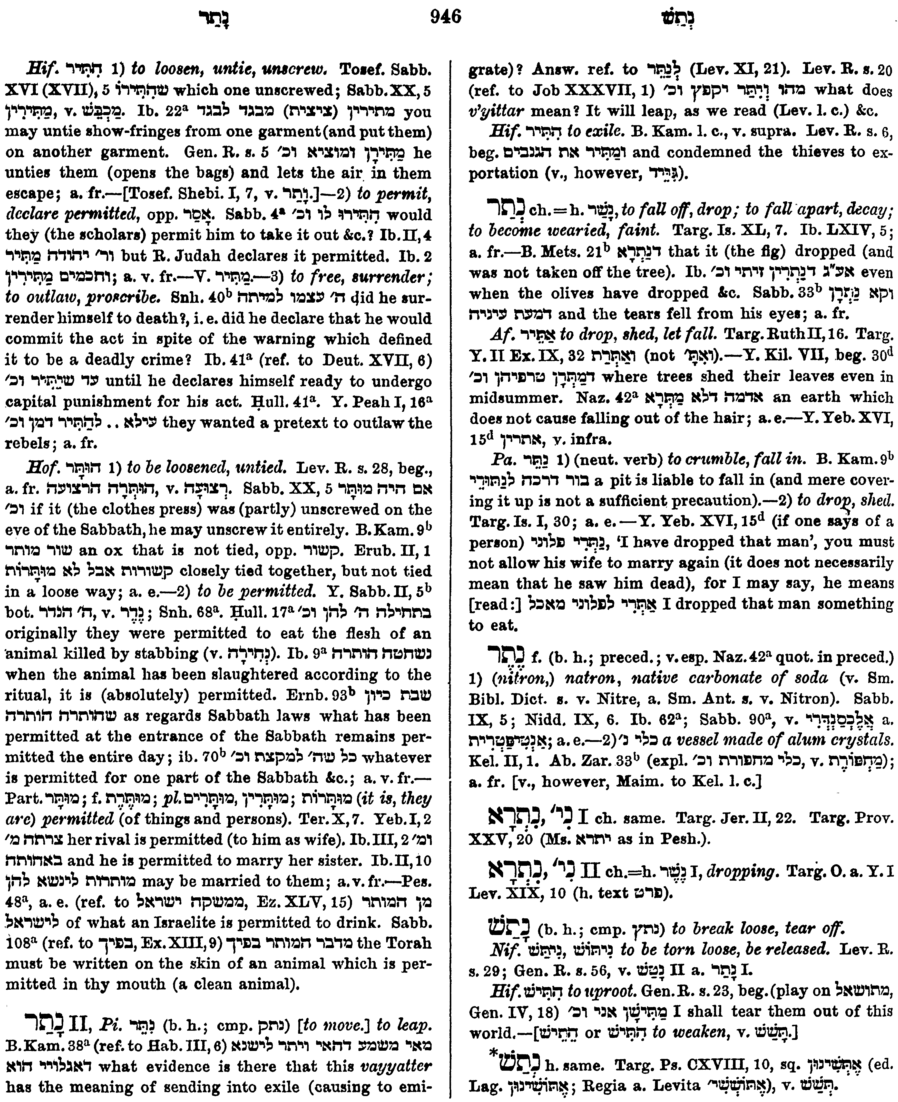 נָתַר
946
נְתַשׁ
Hif. הִתִּיר 1) to loosen, untie, unscrew. Tosef. Sabb.
XVI (XVII), 5 שהִתִּירוֹ which one unscrewed; Sabb. XX, 5
מַתִּירִין, v. מַכְבֵּשׁ. Ib. 22ᵃ מתירין (ציצית) מבגד לבגד you
may untie show-fringes from one garment (and put them)
on another garment. Gen. R. s. 5 מַתִּירָן ומוציא וכ׳ he
unties them (opens the bags) and lets the air in them
escape; a. fr.—[Tosef. Shebi. I, 7, v. וָתַר.]—2) to permit,
declare permitted, opp. אָסַר. Sabb. 4ᵃ הִתִּירוּ לו וכ׳ would
they (the scholars) permit him to take it out &c.? Ib. II, 4
ור׳ יהודה מַתִּיר but R. Judah declares it permitted. Ib. 2
וחכמים מַתִּירִין; a. v. fr.—V. מַתִּיר.—3) to free, surrender;
to outlaw, proscribe. Snh. 40ᵇ ה׳ עצמו למיתה did he sur-
render himself to death?, i. e. did he declare that he would
commit the act in spite of the warning which defined
it to be a deadly crime? Ib. 41ᵃ (ref. to Deut. XVII, 6)
עד שיַּתִּיר וכ׳ until he declares himself ready to undergo
capital punishment for his act. Ḥull. 41ᵃ. Y. Peah I, 16ᵃ
עילא .. לְהַתִּיר דמן וכ׳ they wanted a pretext to outlaw the
rebels; a. fr.
Hof. הוּתַּר 1) to be loosened, untied. Lev. R. s. 28, beg.,
a. fr. הוּתְּרָה הרצועה, v. רְצוּעָה. Sabb. XX, 5 אם היה מוּתָּר
וכ׳ if it (the clothes press) was (partly) unscrewed on the
eve of the Sabbath, he may unscrew it entirely. B. Kam. 9ᵇ
שור מותר an ox that is not tied, opp. קשור. Erub. II, 1
קשורות אבל לא מוּתָּרוֹת closely tied together, but not tied
in a loose way; a. e.—2) to be permitted. Y. Sabb. II, 5ᵇ
bot. ה׳ הנדר, v. נֶדֶר; Snh. 68ᵃ. Ḥull. 17ᵃ בתחילה ה׳ להן וכ׳
originally they were permitted to eat the flesh of an
animal killed by stabbing (v. נְחִירָה). Ib. 9ᵃ נשחטה הותרה
when the animal has been slaughtered according to the
ritual, it is (absolutely) permitted. Ernb. 93ᵇ שבת כיון
שהותרה הותרה as regards Sabbath laws what has been
permitted at the entrance of the Sabbath remains per-
mitted the entire day; ib. 70ᵇ כל שה׳ למקצת וכ׳ whatever
is permitted for one part of the Sabbath &c.; a. v. fr.—
Part. מוּתָּר; f. מוּתֶּרֶת; pl. מוּתָּרִים, מוּתָּרִין; מוּתָּרוֹת (it is, they
are) permitted (of things and persons). Ter. X, 7. Yeb. I, 2
צרתה מ׳ her rival is permitted (to him as wife). Ib. III, 2 ומ׳
באחותה and he is permitted to marry her sister. Ib. II, 10
מותרות לינשא להן may be married to them; a. v. fr.—Pes.
48ᵃ, a. e. (ref. to ממשקה ישראל, Ez. XLV, 15) מן המותר
לישראל of what an Israelite is permitted to drink. Sabb.
108ᵃ (ref. to בפיך, Ex. XIII, 9) מדבר המותר בפיך the Torah
must be written on the skin of an animal which is per-
mitted in thy mouth (a clean animal).
נָתַר II, Pi. נִתֵּר (b. h.; cmp. פתח) [to move.] to leap.
B. Kam. 38ᵃ (ref. to Hab. III, 6) מאי משמע דהאי ויתר לישנא
דאגלויי הוא what evidence is there that this vayyatter
has the meaning of sending into exile (causing to emi-
grate)? Answ. ref. to לְנַתֵּר (Lev. XI, 21). Lev. R. s. 20
(ref. to Job XXXVII, 1) מהו וְיִתַּר יקפץ וכ׳ what does
v’yittar mean? It will leap, as we read (Lev. l. c.) &c.
Hif. הִתִּיר to exile. B. Kam. l. c., v. supra. Lev. R. s. 6,
beg. ומַתִּיר את הגנבים and condemned the thieves to ex-
portation (v., however, גְּזֵירִד).
נְתַר ch. = h. נָשַׁר, to fall off, drop; to fall apart, decay;
to become wearied, faint. Targ. Is. XL, 7. Ib. LXIV, 5;
a. fr.—B. Mets. 21ᵇ דנָתְרָא that it (the fig) dropped (and
was not taken off the tree). Ib. אע״ג דנָתְרִין זיתי וכ׳ even
when the olives have dropped &c. Sabb. 33ᵇ וקא נָתְרָן
דמעת עיניה and the tears fell from his eyes; a. fr.
Af. אַתֵּיר to drop, shed, let fall. Targ. Ruth II, 16. Targ.
Y. II Ex. IX, 32 וְאַתְּרַת (not וְאָתָּ׳).—Y. Kil. VII, beg. 30ᵈ
דמַתְּרָן טרפיהן וכ׳ where trees shed their leaves even in
midsummer. Naz. 42ᵃ אדמה דלא מַתְּרָא an earth which
does not cause falling out of the hair; a. e.—Y. Yeb. XVI,
15ᵈ אתרין, v. infra.
Pa. נַתֵּר 1) (neut. verb) to crumble, fall in. B. Kam. 9ᵇ
בור דרכה לְנַתּוּרֵי a pit is liable to fall in (and mere cover-
ing it up is not a sufficient precaution).—2) to drop, shed.
Targ. Is. I, 30; a. e.—Y. Yeb. XVI, 15ᵈ (if one says of a
person) נַתְּרֵי פלוני, ‘I have dropped that man’, you must
not allow his wife to marry again (it does not necessarily
mean that he saw him dead), for I may say, he means
[read:] אַתְּרֵי לפלוני מאכל I dropped that man something
to eat.
נֶתֶר f. (b. h.; preced.; v. esp. Naz. 42ᵃ quot. in preced.)
1) (nitron,) natron, native carbonate of soda (v. Sm.
Bibl. Dict. s. v. Nitre, a. Sm. Ant. s. v. Nitron). Sabb.
IX, 5; Nidd. IX, 6. Ib. 62ᵃ; Sabb. 90ᵃ, v. אֲלֶכְסַנְדְּרִי a.
אַנְטִיפַּטְרִית; a. e.—2) כלי נ׳ a vessel made of alum crystals.
Kel. II, 1. Ab. Zar. 33ᵇ (expl. כלי מחפורת וכ׳, v. מַחְפּוֹרֶת);
a. fr. [v., however, Maim. to Kel. l. c.]
נִתְרָא, נִי׳ I ch. same. Targ. Jer. II, 22. Targ. Prov.
XXV, 20 (Ms. יתרא as in Pesh.).
נִתְרָא, נִי׳ II ch.=h. נֶשֶׁר I, dropping. Targ. O. a. Y. I
Lev. XIX, 10 (h. text פרט).
נָתַשׁ (b. h.; cmp. נתץ) to break loose, tear off.
Nif. נִיתַּשׁ, נִיתּוֹשׁ to be torn loose, be released. Lev. R.
s. 29; Gen. R. s. 56, v. נָטַשׁ II a. נָתַר I.
Hif. הִתִּישׁ to uproot. Gen. R. s. 23, beg. (play on מתושאל,
Gen. IV, 18) מַתִּישָׁן אני וכ׳ I shall tear them out of this
world.—[הֵתִישׁ or הִתִּישׁ to weaken, v. תָּשַׁשׁ.]
*נְתַשׁ h. same. Targ. Ps. CXVIII, 10, sq. אֶתְּשִׁינוּן (ed.
Lag. אֲתוֹשִׁינוּן; Regia a. Levita אֲתוֹשְׁשִׁי׳), v. תְּשַׁשׁ.